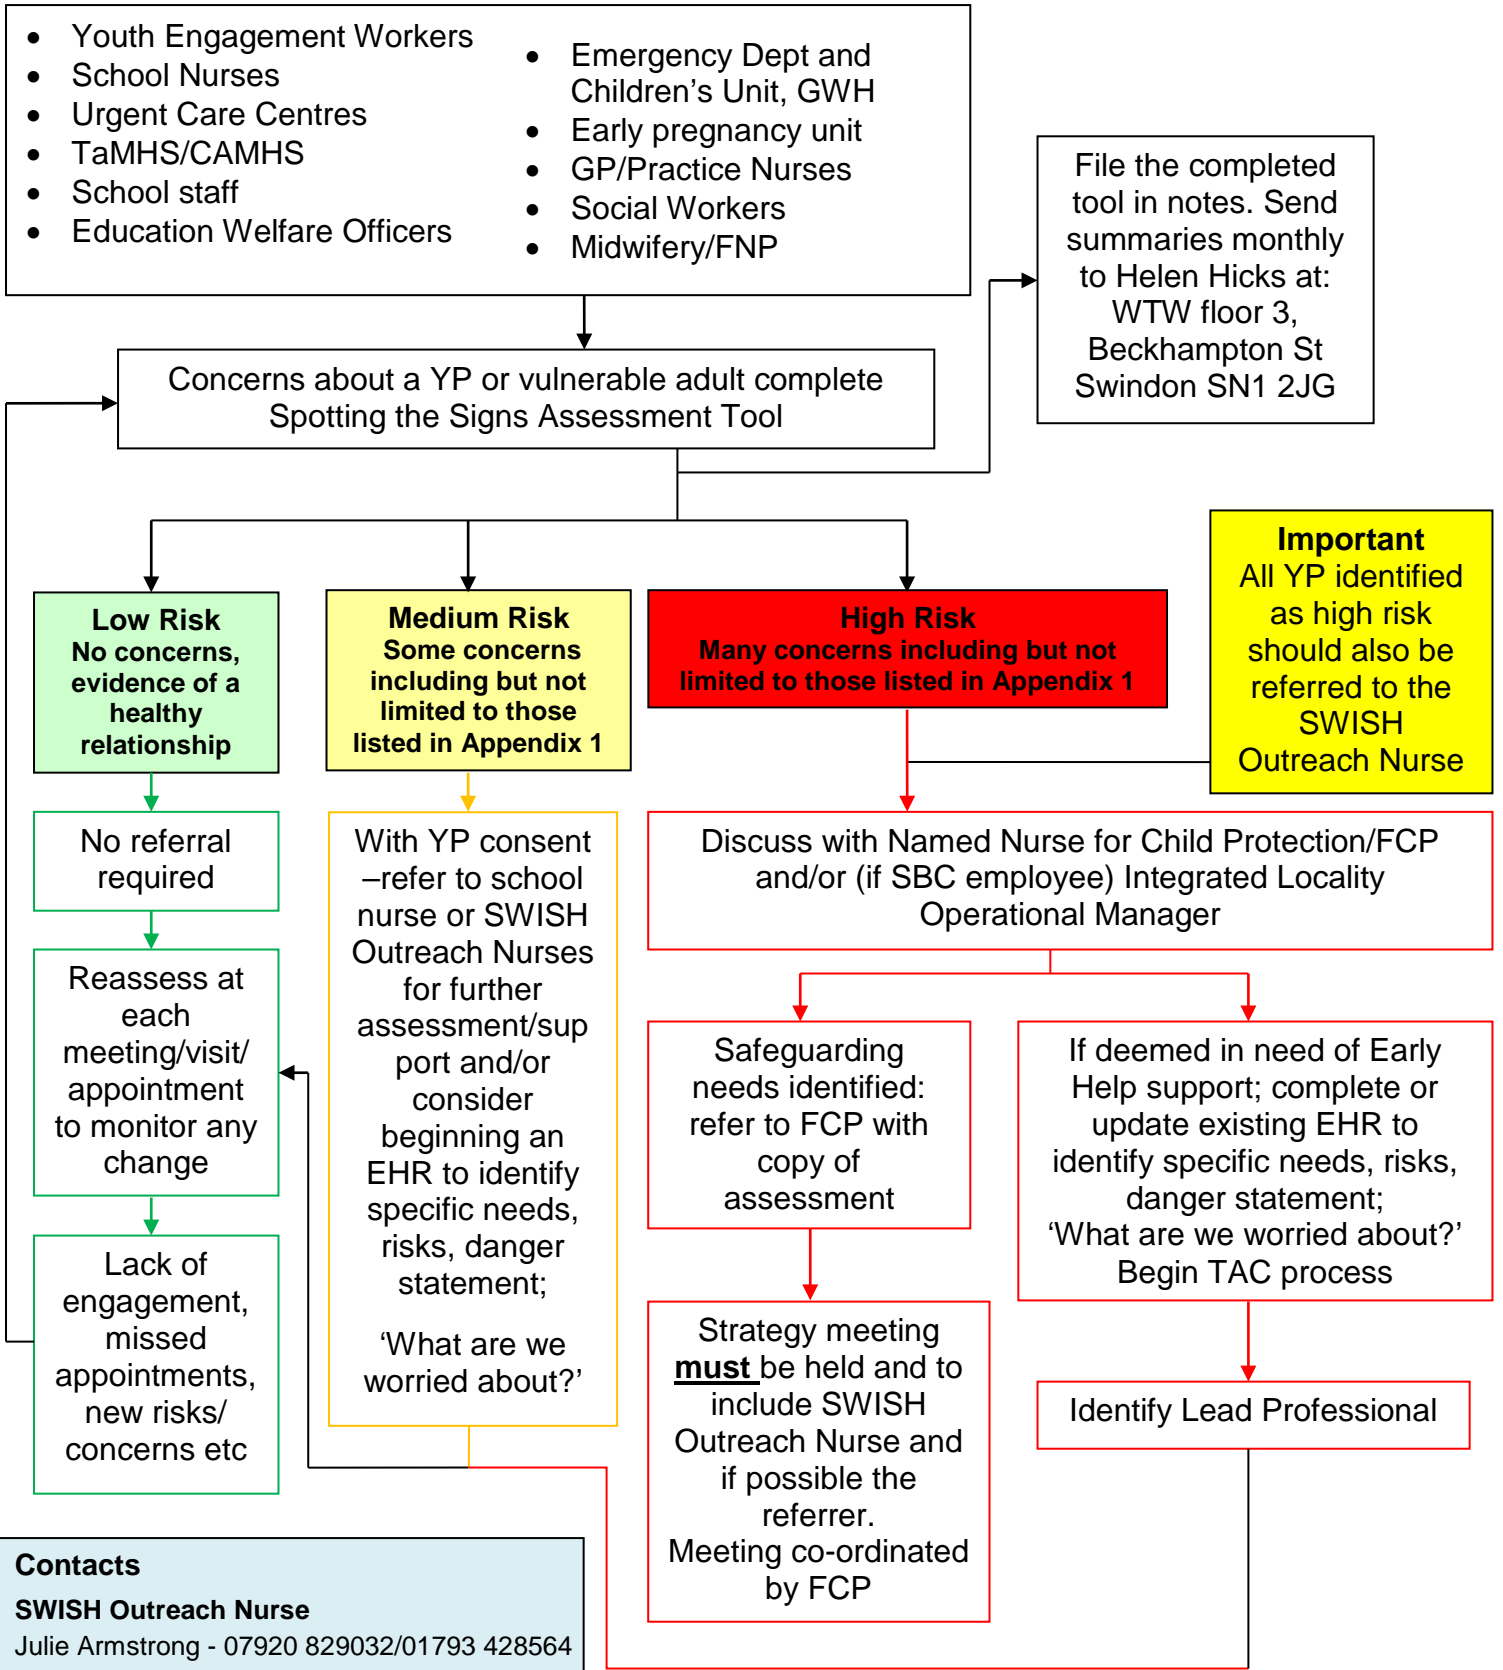 • Youth Engagement Workers
• School Nurses
• Urgent Care Centres
• TaMHS/CAMHS
• School staff
• Education Welfare Officers
• Emergency Dept and
Children’s Unit, GWH
• Early pregnancy unit
• GP/Practice Nurses
• Social Workers
• Midwifery/FNP
File the completed
tool in notes. Send
summaries monthly
to Helen Hicks at:
WTW floor 3,
Beckhampton St
Swindon SN1 2JG
Concerns about a YP or vulnerable adult complete
Spotting the Signs Assessment Tool
Important
All YP identified
as high risk
should also be
referred to the
SWISH
Outreach Nurse
Low Risk
No concerns,
evidence of a
healthy
relationship
No referral
required
Reassess at
each
meeting/visit/
appointment
to monitor any
change
Lack of
engagement,
missed
appointments,
new risks/
concerns etc
Medium Risk
Some concerns
including but not
limited to those
listed in Appendix 1
With YP consent
–refer to school
nurse or SWISH
Outreach Nurses
for further
assessment/sup
port and/or
consider
beginning an
EHR to identify
specific needs,
risks, danger
statement;
‘What are we
worried about?’
High Risk
Many concerns including but not
limited to those listed in Appendix 1
Discuss with Named Nurse for Child Protection/FCP
and/or (if SBC employee) Integrated Locality
Operational Manager
Safeguarding
needs identified:
refer to FCP with
copy of
assessment
Strategy meeting
must be held and to
include SWISH
Outreach Nurse and
if possible the
referrer.
Meeting co-ordinated
by FCP
If deemed in need of Early
Help support; complete or
update existing EHR to
identify specific needs, risks,
danger statement;
‘What are we worried about?’
Begin TAC process
Identify Lead Professional
Contacts
SWISH Outreach Nurse
Julie Armstrong - 07920 829032/01793 428564